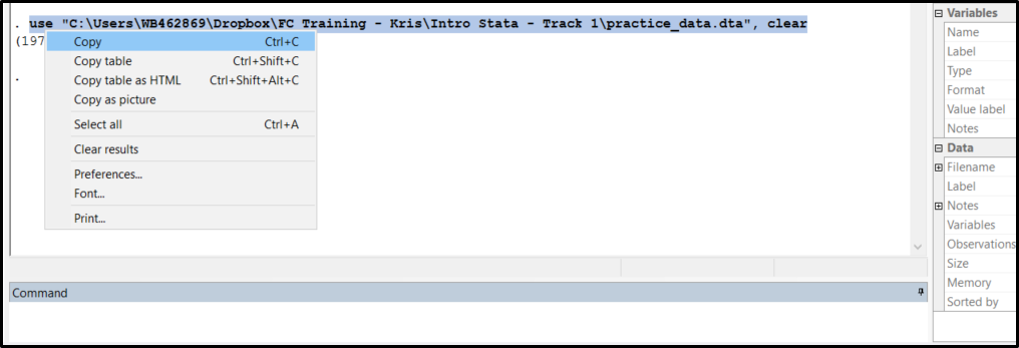 . use "C:\Users\WB462869\Dropbox\FC Training - Kris\Intro Stata - Track 1\practice_data.dta", clear
(197
.
Copy Ctrl+C
Copy table Ctrl+Shift+C
Copy table as HTML Ctrl+Shift+Alt+C
Copy as picture
Select all Ctrl+A
Clear results
Preferences...
Font...
Print...
Command
Variables
Name
Label
Type
Format
Value label
Notes
Data
Filename
Label
Notes
Variables
Observations
Size
Memory
Sorted by